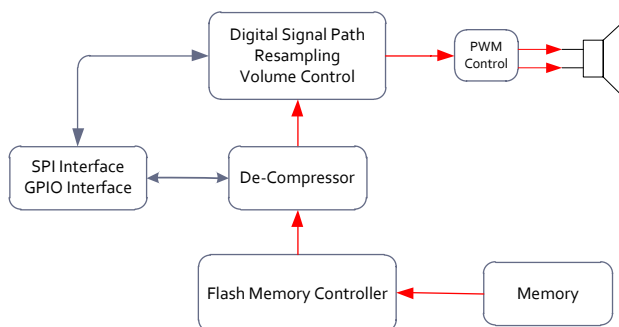 Digital Signal Path
Resampling
Volume Control
PWM
Control
SPI Interface
GPIO Interface
De-Compressor
Flash Memory Controller
Memory